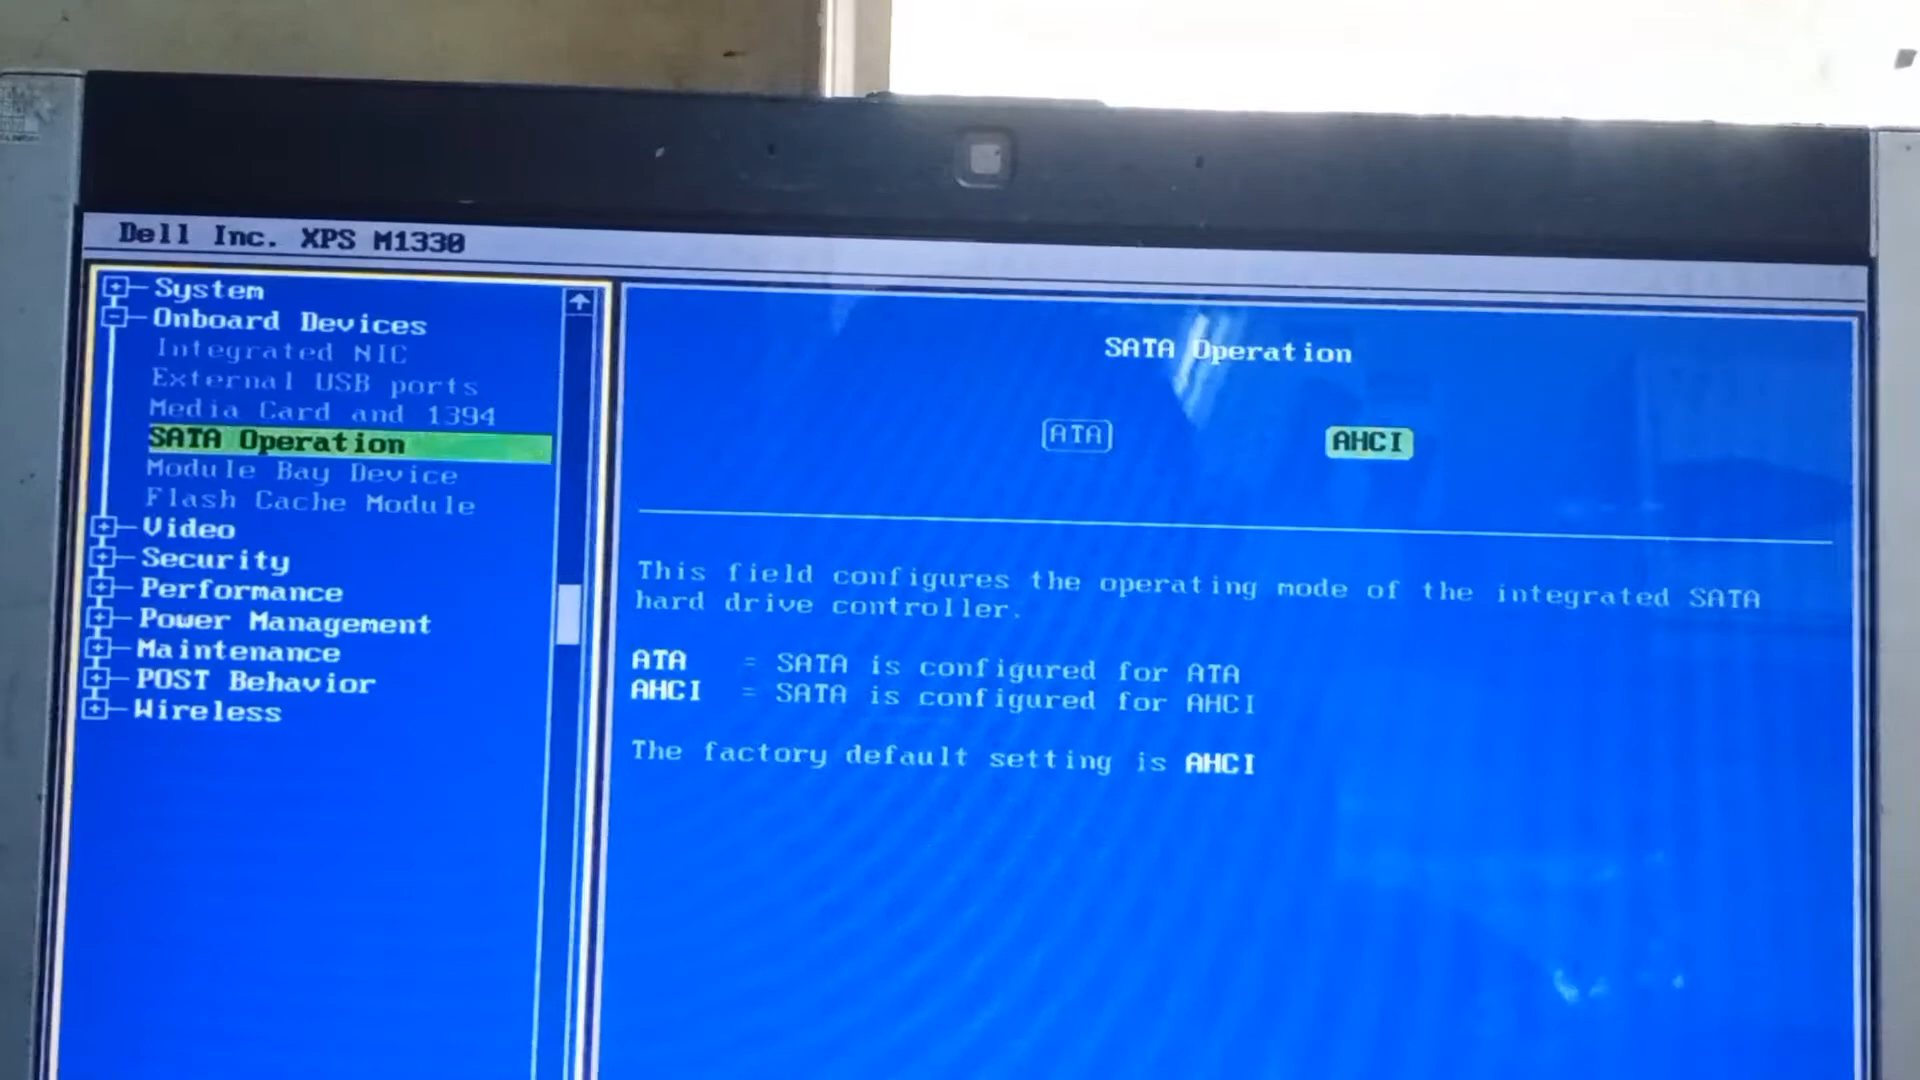 Dell Inc. XPS M1330
System
Onboard Devices
Integrated NIC
External USB ports
Media Card and 1394
SATA Operation
Module Bay Device
Flash Cache Module
Video
Security
Performance
Power Management
Maintenance
POST Behavior
Wireless
SATA Operation
ATA AHCI
This field configures the operating mode of the integrated SATA
hard drive controller.
ATA = SATA is configured for ATA
AHCI = SATA is configured for AHCI
The factory default setting is AHCI